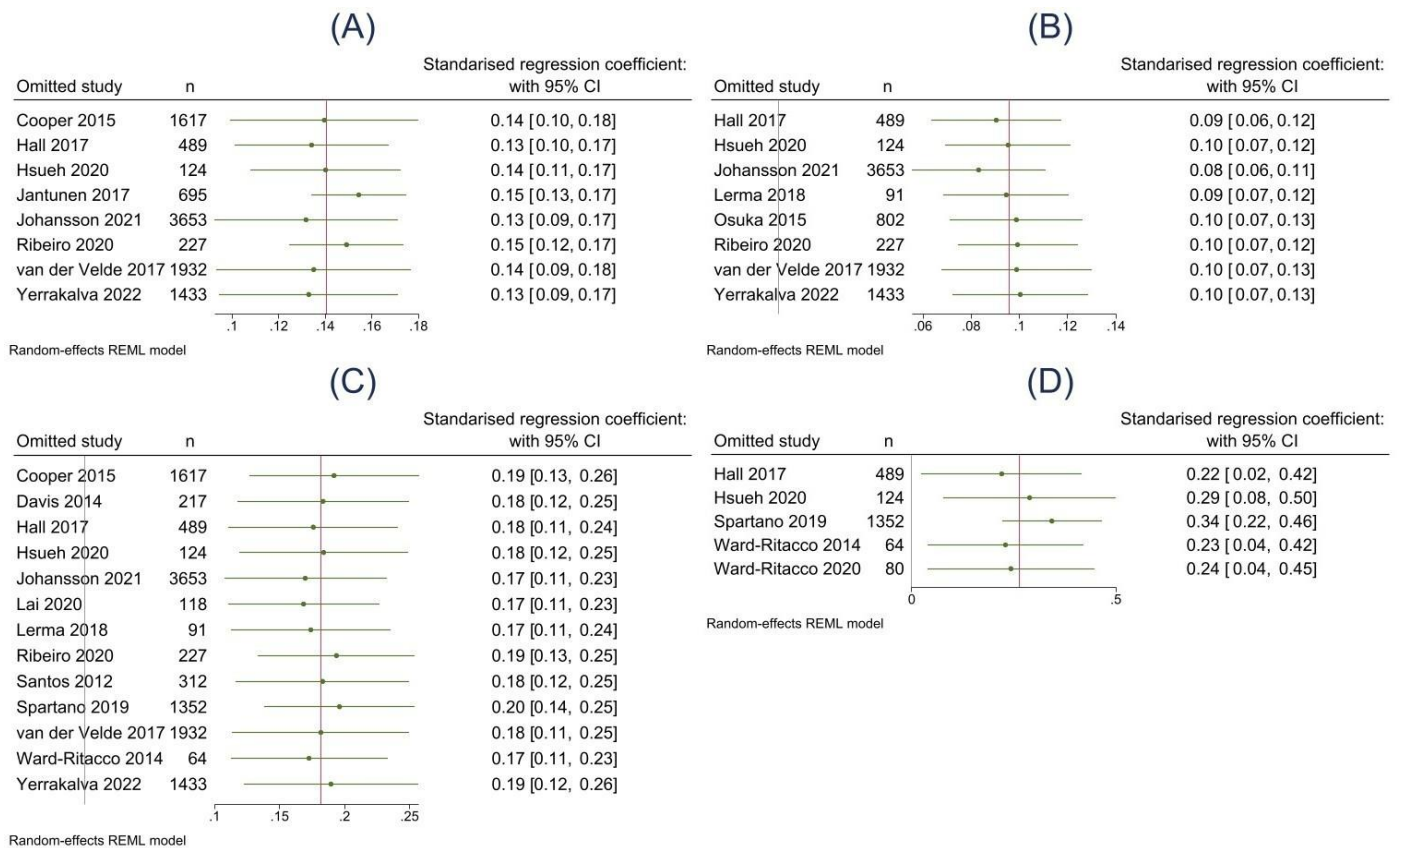 (A)
Standarised regression coefficient:
Omitted study n with 95% CI
Cooper 2015 1617 0.14 [0.10, 0.18]
Hall 2017 489 0.13 [0.10, 0.17]
Hsueh 2020 124 0.14 [0.11, 0.17]
Jantunen 2017 695 0.15 [0.13, 0.17]
Johansson 2021 3653 0.13 [0.09, 0.17]
Ribeiro 2020 227 0.15 [0.12, 0.17]
van der Velde 2017 1932 0.14 [0.09, 0.18]
Yerrakalva 2022 1433 0.13 [0.09, 0.17]
.1 .12 .14 .16 .18
Random-effects REML model
(B)
Standarised regression coefficient:
Omitted study n with 95% CI
Hall 2017 489 0.09 [0.06, 0.12]
Hsueh 2020 124 0.10 [0.07, 0.12]
Johansson 2021 3653 0.08 [0.06, 0.11]
Lerma 2018 91 0.09 [0.07, 0.12]
Osuka 2015 802 0.10 [0.07, 0.13]
Ribeiro 2020 227 0.10 [0.07, 0.12]
van der Velde 2017 1932 0.10 [0.07, 0.13]
Yerrakalva 2022 1433 0.10 [0.07, 0.13]
.06 .08 .1 .12 .14
Random-effects REML model
(C)
Standarised regression coefficient:
Omitted study n with 95% CI
Cooper 2015 1617 0.19 [0.13, 0.26]
Davis 2014 217 0.18 [0.12, 0.25]
Hall 2017 489 0.18 [0.11, 0.24]
Hsueh 2020 124 0.18 [0.12, 0.25]
Johansson 2021 3653 0.17 [0.11, 0.23]
Lai 2020 118 0.17 [0.11, 0.23]
Lerma 2018 91 0.17 [0.11, 0.24]
Ribeiro 2020 227 0.19 [0.13, 0.25]
Santos 2012 312 0.18 [0.12, 0.25]
Spartano 2019 1352 0.20 [0.14, 0.25]
van der Velde 2017 1932 0.18 [0.11, 0.25]
Ward-Ritacco 2014 64 0.17 [0.11, 0.23]
Yerrakalva 2022 1433 0.19 [0.12, 0.26]
.1 .15 .2 .25
Random-effects REML model
(D)
Standarised regression coefficient:
Omitted study n with 95% CI
Hall 2017 489 0.22 [0.02, 0.42]
Hsueh 2020 124 0.29 [0.08, 0.50]
Spartano 2019 1352 0.34 [0.22, 0.46]
Ward-Ritacco 2014 64 0.23 [0.04, 0.42]
Ward-Ritacco 2020 80 0.24 [0.04, 0.45]
0 .5
Random-effects REML model